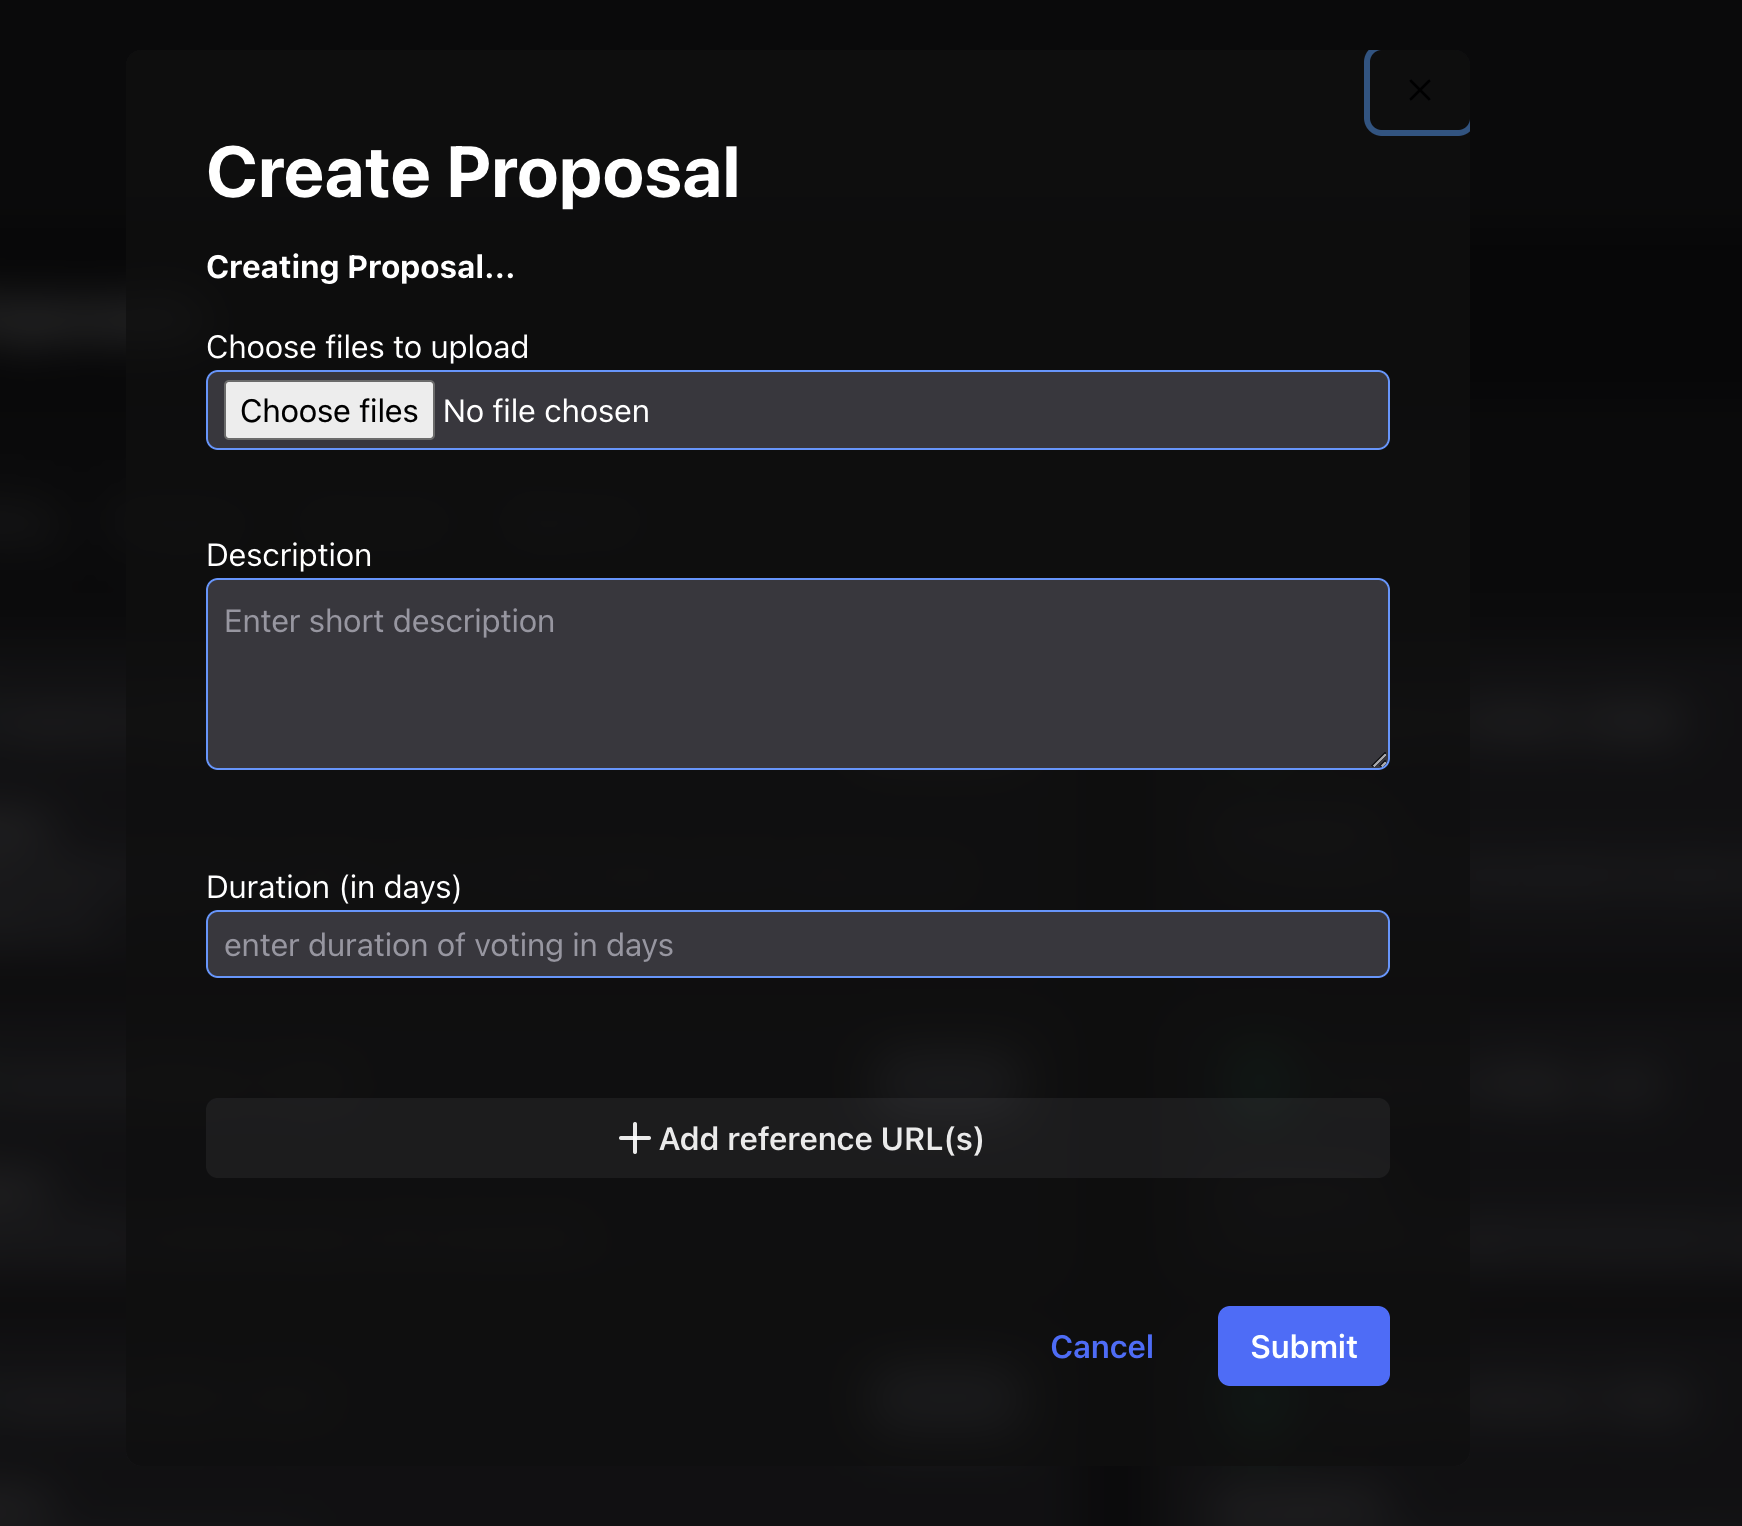 Create Proposal
Creating Proposal...
Choose files to upload
Choose files No file chosen
Description
Enter short description
Duration (in days)
enter duration of voting in days
Add reference URL(s)
Cancel Submit